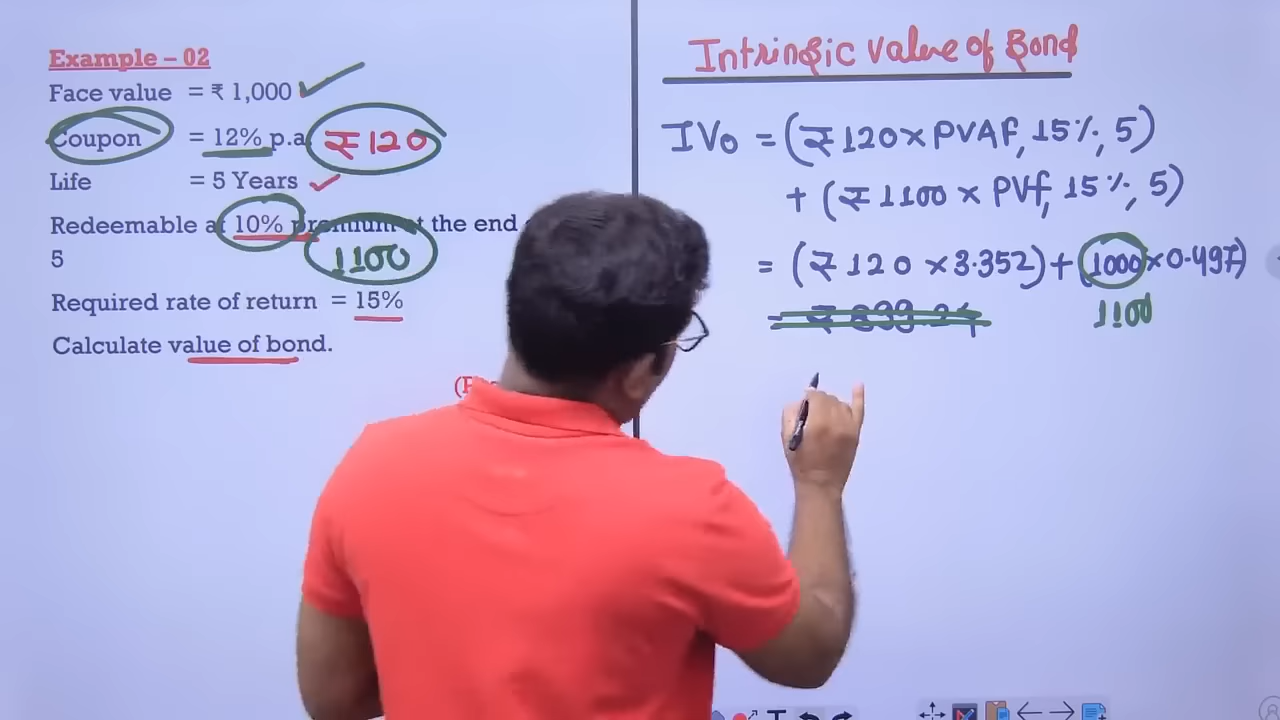 Example – 02
Face value = ₹ 1,000
Coupon = 12% p.a. ₹120
Life = 5 Years
Redeemable at 10% premium at the end
1100
5
Required rate of return = 15%
Calculate value of bond.
Intrinsic Value of Bond
IV0 = (₹120 × PVAF, 15%, 5)
+ (₹1100 × PVf, 15%, 5)
= (₹120 × 3.352) + (1000 × 0.497)
1100